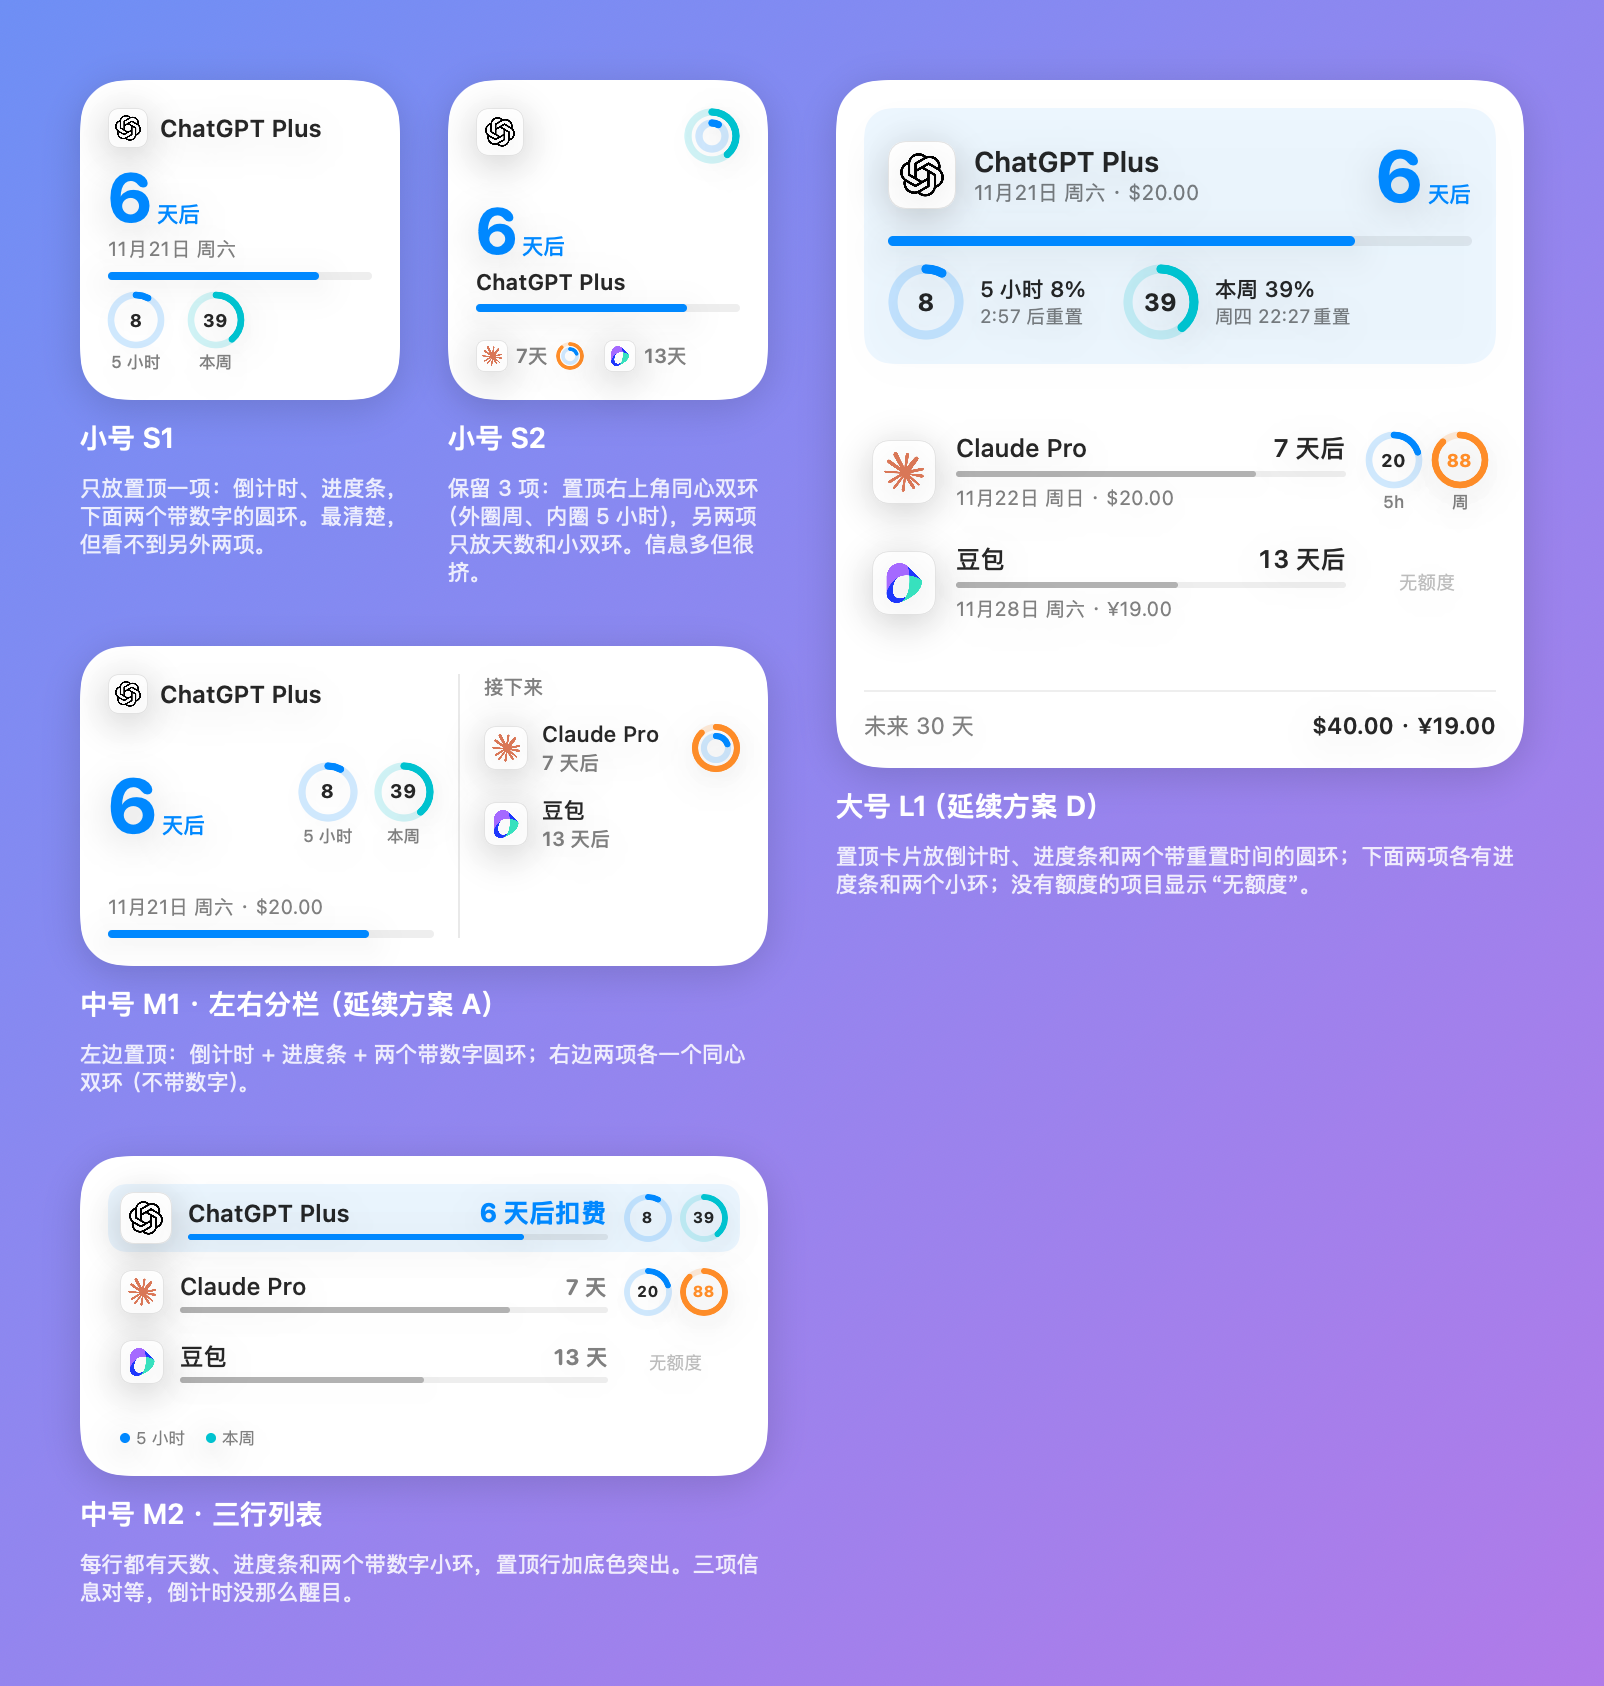 ChatGPT Plus
6 天后
11月21日 周六
8
39
5 小时
本周
小号 S1
只放置顶一项：倒计时、进度条，
下面两个带数字的圆环。最清楚，
但看不到另外两项。
6 天后
ChatGPT Plus
7天
13天
小号 S2
保留 3 项：置顶右上角同心双环
（外圈周、内圈 5 小时），另两项
只放天数和小双环。信息多但很
挤。
ChatGPT Plus
11月21日 周六 · $20.00
6 天后
8
5 小时 8%
2:57 后重置
39
本周 39%
周四 22:27 重置
Claude Pro
7 天后
11月22日 周日 · $20.00
20
88
5h
周
豆包
13 天后
11月28日 周六 · ¥19.00
无额度
未来 30 天
$40.00 · ¥19.00
大号 L1（延续方案 D）
置顶卡片放倒计时、进度条和两个带重置时间的圆环；下面两项各有进
度条和两个小环；没有额度的项目显示 “无额度”。
ChatGPT Plus
6 天后
8
39
5 小时
本周
11月21日 周六 · $20.00
接下来
Claude Pro
7 天后
豆包
13 天后
中号 M1 · 左右分栏（延续方案 A）
左边置顶：倒计时 + 进度条 + 两个带数字圆环；右边两项各一个同心
双环（不带数字）。
ChatGPT Plus
6 天后扣费
8
39
Claude Pro
7 天
20
88
豆包
13 天
无额度
5 小时
本周
中号 M2 · 三行列表
每行都有天数、进度条和两个带数字小环，置顶行加底色突出。三项信
息对等，倒计时没那么醒目。